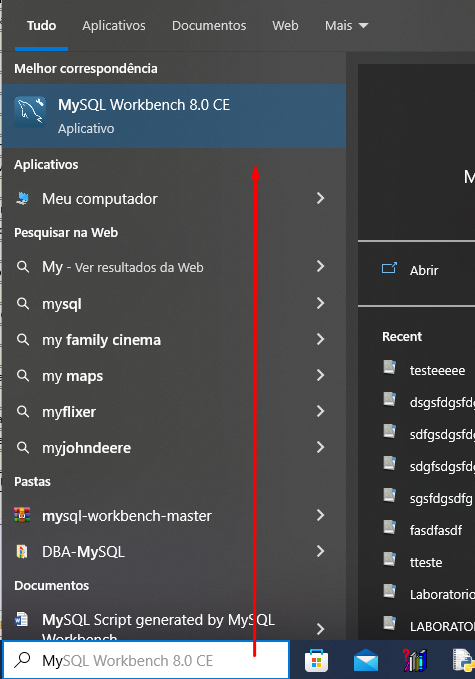 Tudo Aplicativos Documentos Web Mais
Melhor correspondência
MySQL Workbench 8.0 CE
Aplicativo
Aplicativos
Meu computador
Pesquisar na Web
My - Ver resultados da Web
mysql
my family cinema
my maps
myflixer
myjohndeere
Pastas
mysql-workbench-master
DBA-MySQL
Documentos
MySQL Script generated by MySQL
Workbench
MySQL Workbench 8.0 CE
M
Abrir
Recent
testeeeee
dsgsfdgsfdg
sdfgsdgsfdg
sdgfsdgsfdg
sgsfdgsdfg
fasdfasdf
tteste
Laboratorio
LABORATOR